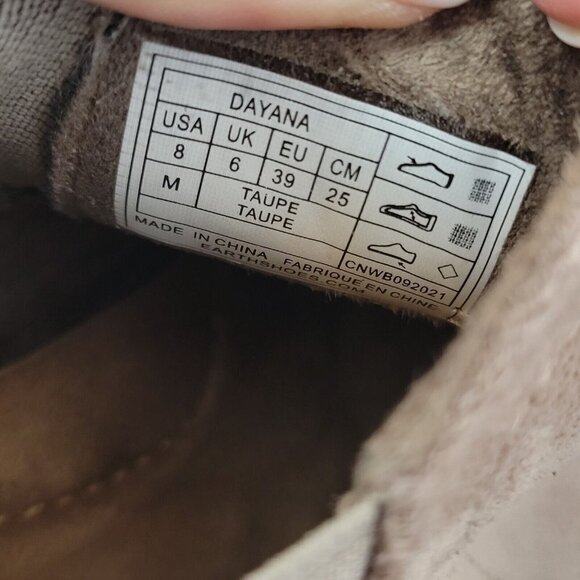 DAYANA
USA UK EU CM
8 6 39 25
M TAUPE
TAUPE
MADE IN CHINA FABRIQUE EN CHINE
EARTHSHOES.COM
CNWB092021